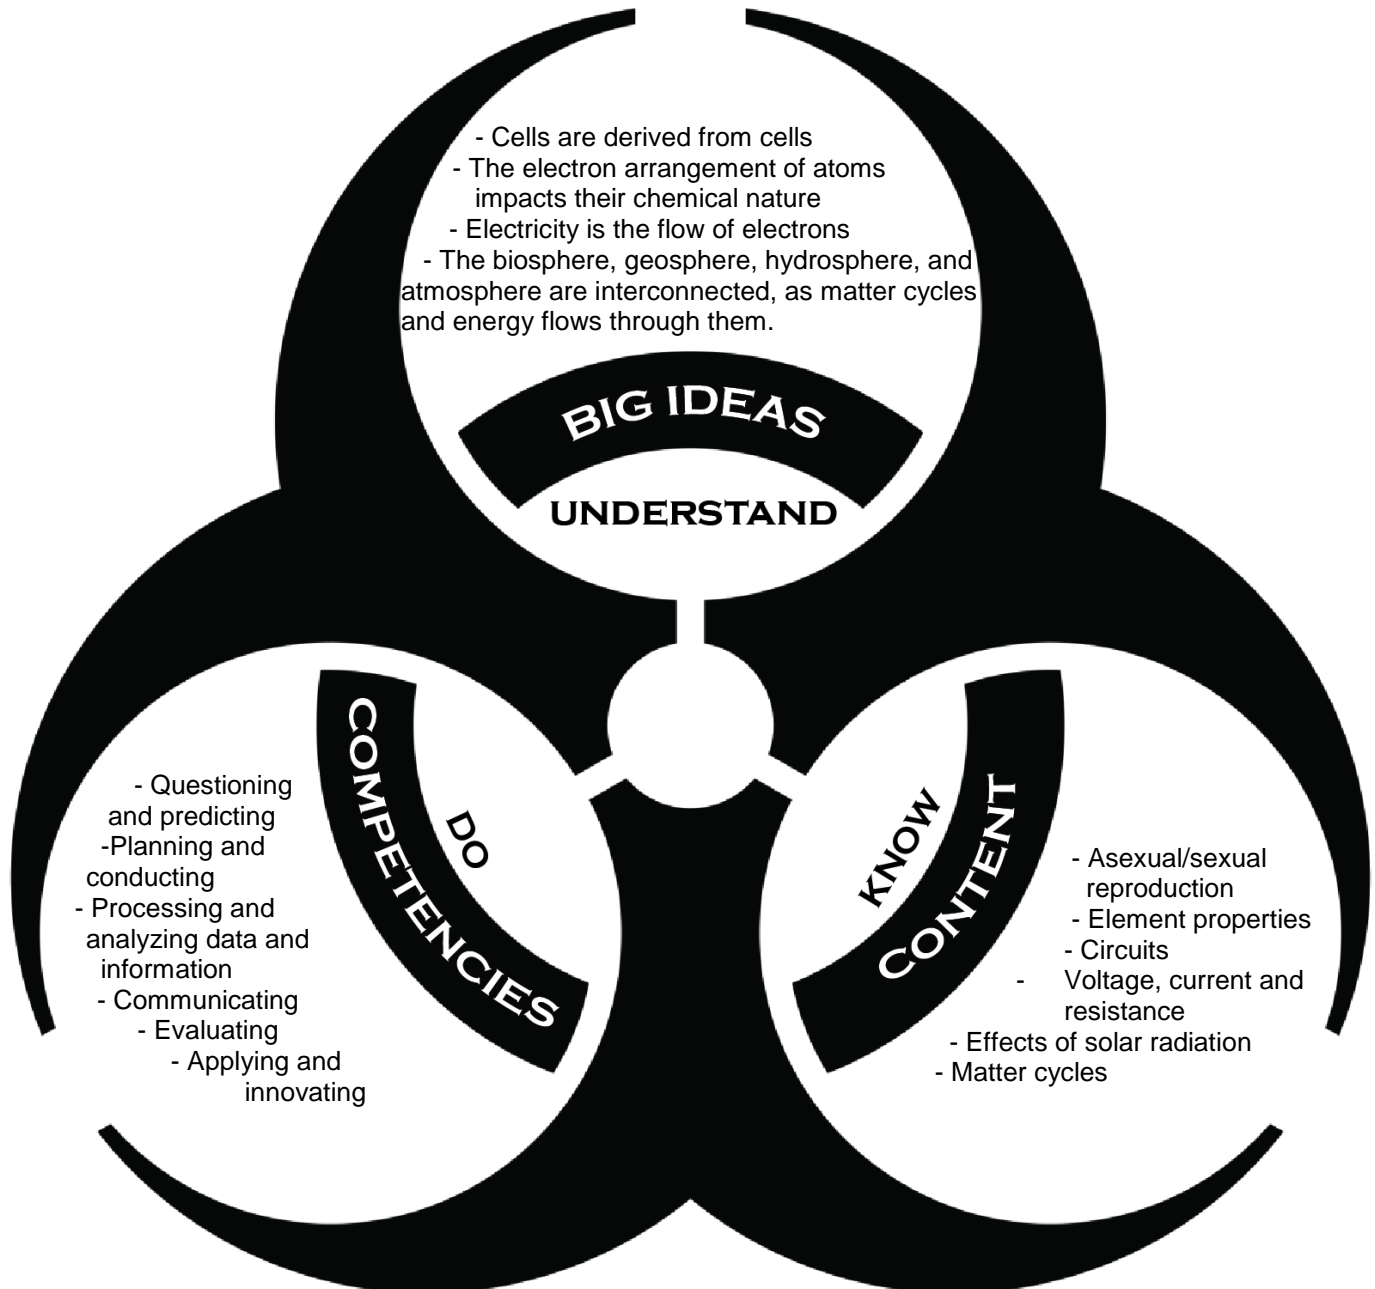 - Cells are derived from cells
- The electron arrangement of atoms
impacts their chemical nature
- Electricity is the flow of electrons
- The biosphere, geosphere, hydrosphere, and
atmosphere are interconnected, as matter cycles
and energy flows through them.
BIG IDEAS
UNDERSTAND
COMPETENCIES
DO
- Questioning
and predicting
-Planning and
conducting
- Processing and
analyzing data and
information
- Communicating
- Evaluating
- Applying and
innovating
KNOW
CONTENT
- Asexual/sexual
reproduction
- Element properties
- Circuits
- Voltage, current and
resistance
- Effects of solar radiation
- Matter cycles